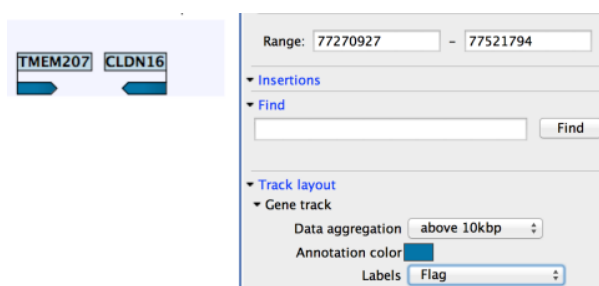 TMEM207 CLDN16
Range: 77270927 - 77521794
Insertions
Find
Find
Track layout
Gene track
Data aggregation above 10kbp
Annotation color
Labels Flag